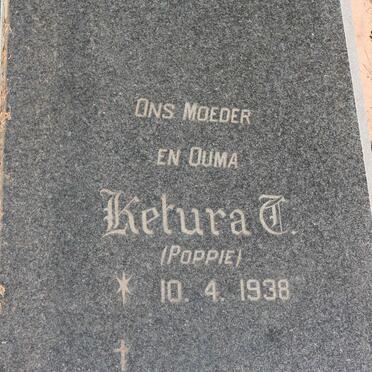 ONS MOEDER
EN OUMA
Ketura T.
(POPPIE)
* 10. 4. 1938
†